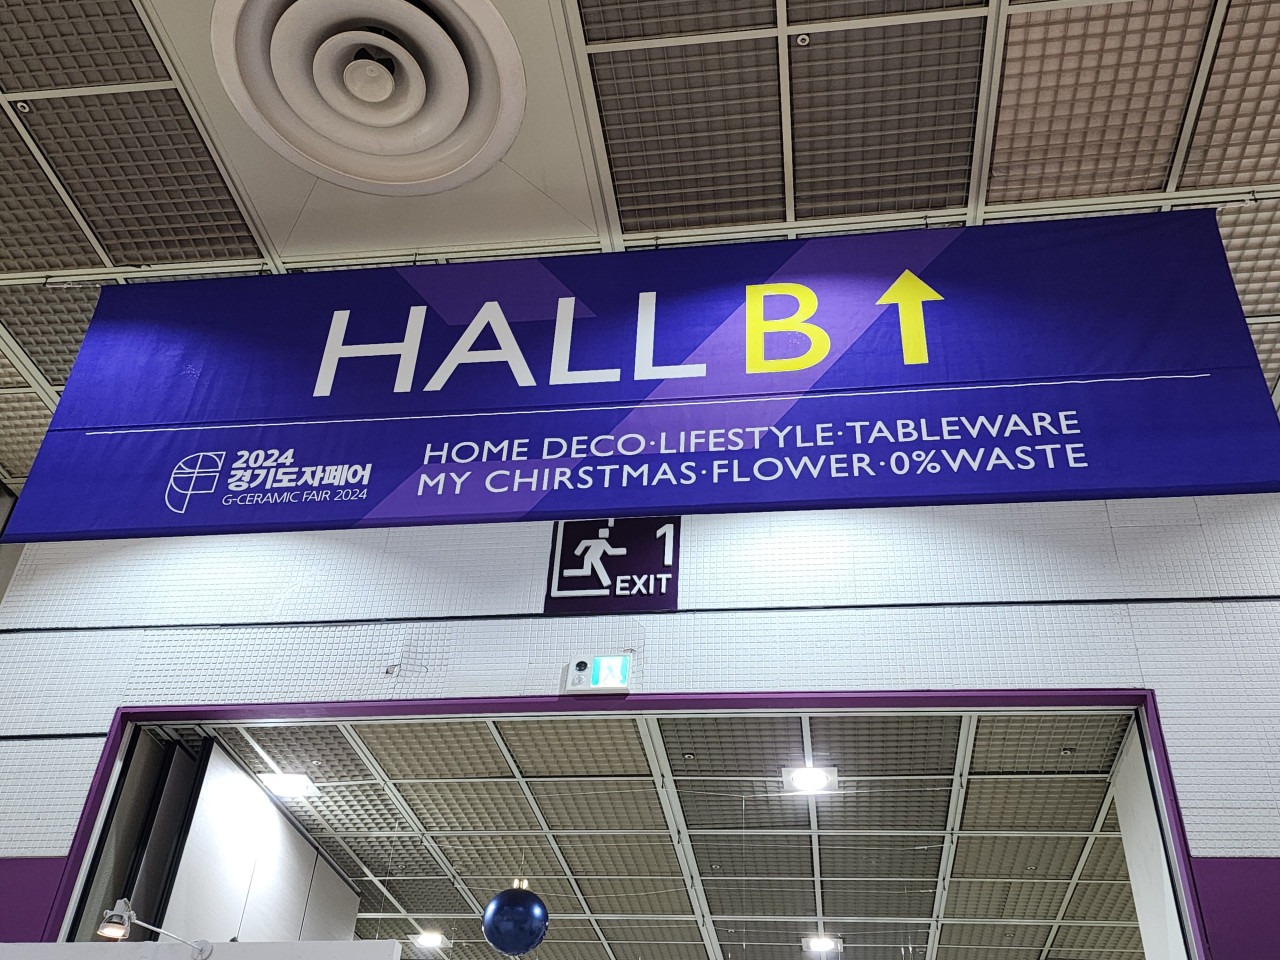 HALL B ↑
2024
경기도자페어
G-CERAMIC FAIR 2024
HOME DECO·LIFESTYLE·TABLEWARE
MY CHIRSTMAS·FLOWER·0%WASTE
1
EXIT